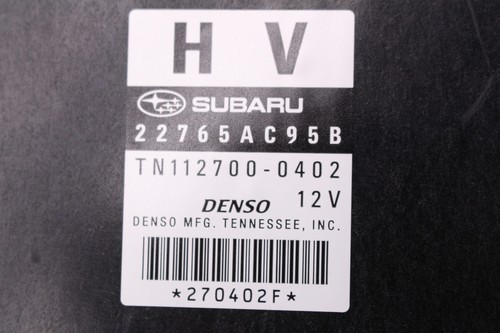 H V
SUBARU
22765AC95B
TN112700-0402
12V
DENSO
DENSO MFG. TENNESSEE, INC.
*270402F*